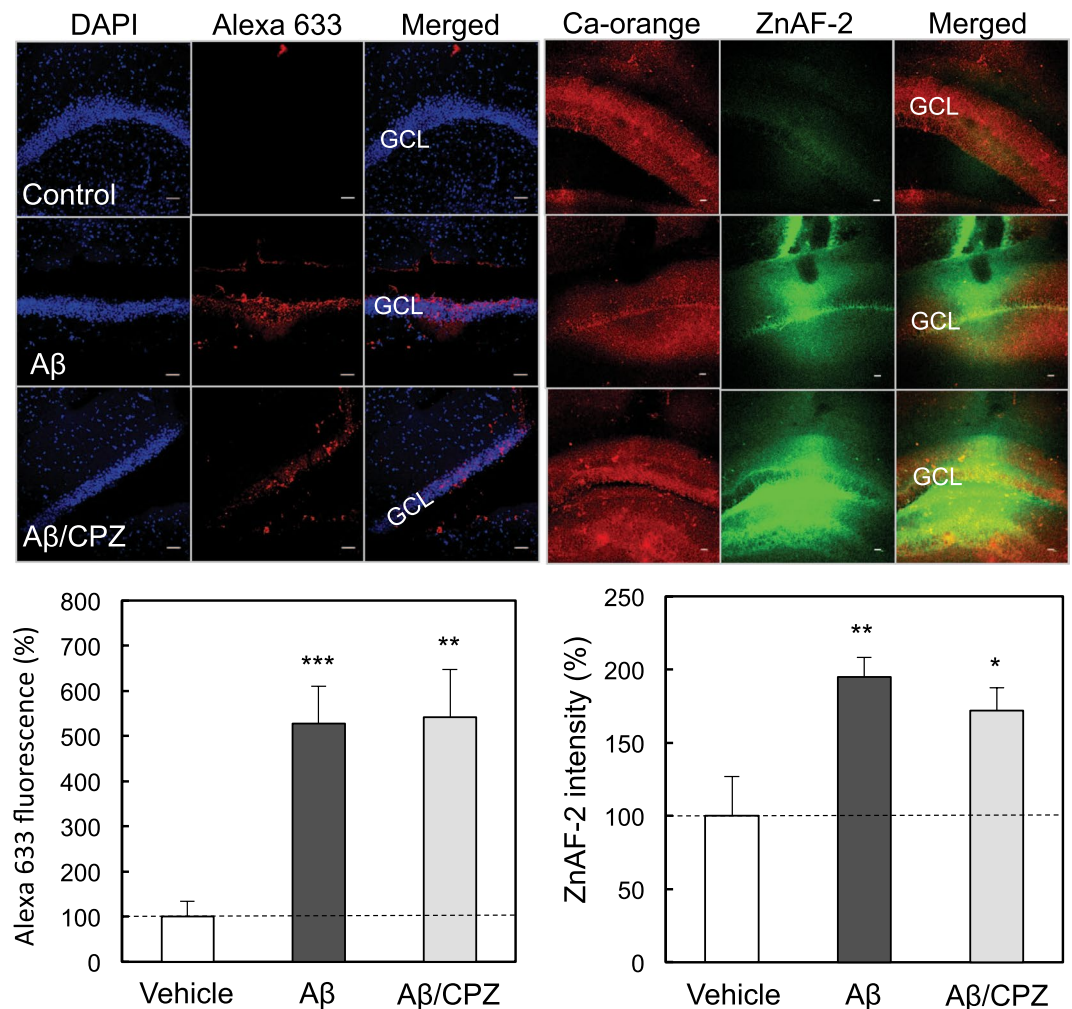 DAPI Alexa 633 Merged Ca-orange ZnAF-2 Merged
GCL
Control
GCL
Aβ
GCL
Aβ/CPZ
GCL
GCL
GCL
Alexa 633 fluorescence (%)
800
700
600
500
400
300
200
100
0
***
**
Vehicle Aβ Aβ/CPZ
ZnAF-2 intensity (%)
250
200
150
100
50
0
**
*
Vehicle Aβ Aβ/CPZ